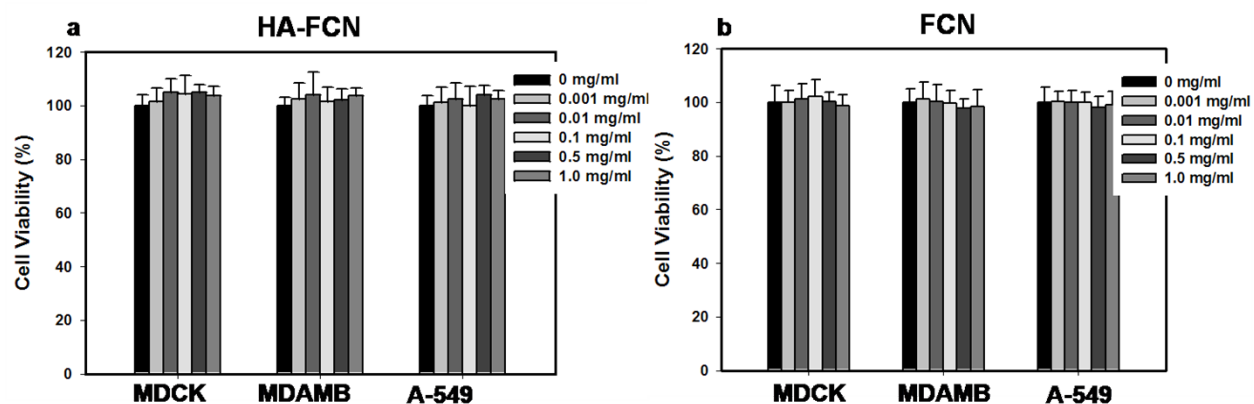 a
HA-FCN
120
100
80
60
40
20
0
Cell Viability (%)
0 mg/ml
0.001 mg/ml
0.01 mg/ml
0.1 mg/ml
0.5 mg/ml
1.0 mg/ml
MDCK MDAMB A-549
b
FCN
120
100
80
60
40
20
0
Cell Viability (%)
0 mg/ml
0.001 mg/ml
0.01 mg/ml
0.1 mg/ml
0.5 mg/ml
1.0 mg/ml
MDCK MDAMB A-549